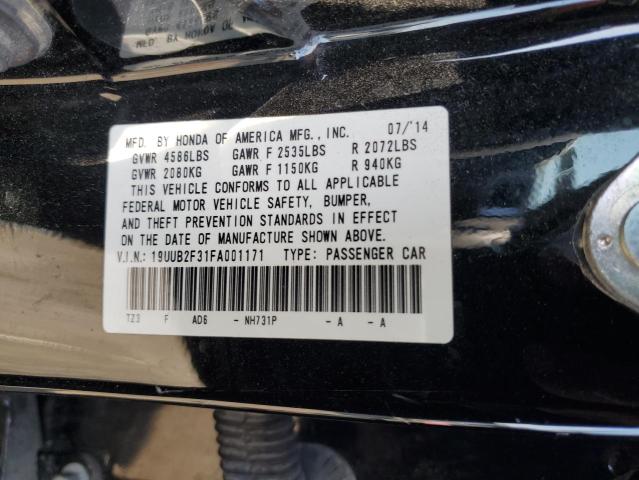 MFD. BY HONDA OF AMERICA MFG., INC. 07/'14
GVWR 4586LBS GAWR F 2535LBS R 2072LBS
GVWR 2080KG GAWR F 1150KG R 940KG
THIS VEHICLE CONFORMS TO ALL APPLICABLE
FEDERAL MOTOR VEHICLE SAFETY, BUMPER,
AND THEFT PREVENTION STANDARDS IN EFFECT
ON THE DATE OF MANUFACTURE SHOWN ABOVE.
V.I.N.: 19UUB2F31FA001171 TYPE: PASSENGER CAR
TZ3 F AD6 - NH731P - A - A